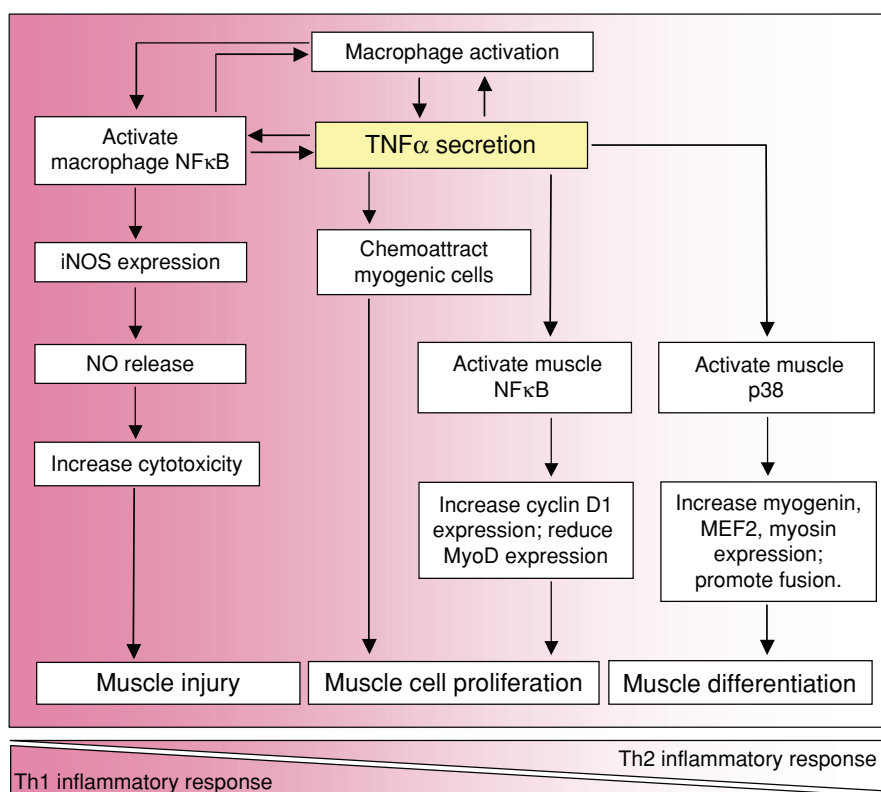 Macrophage activation
Activate
macrophage NFκB
TNFα secretion
iNOS expression
Chemoattract
myogenic cells
NO release
Activate muscle
NFκB
Activate muscle
p38
Increase cytotoxicity
Increase cyclin D1
expression; reduce
MyoD expression
Increase myogenin,
MEF2, myosin
expression;
promote fusion.
Muscle injury
Muscle cell proliferation
Muscle differentiation
Th2 inflammatory response
Th1 inflammatory response